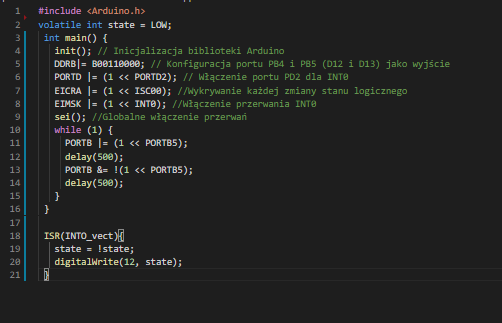 1 #include <Arduino.h>
2 volatile int state = LOW;
3 int main() {
4 init(); // Inicjalizacja biblioteki Arduino
5 DDRB|= B00110000; // Konfiguracja portu PB4 i PB5 (D12 i D13) jako wyjście
6 PORTD |= (1 << PORTD2); // Włączenie portu PD2 dla INT0
7 EICRA |= (1 << ISC00); //Wykrywanie każdej zmiany stanu logicznego
8 EIMSK |= (1 << INT0); //Włączenie przerwania INT0
9 sei(); //Globalne włączenie przerwań
10 while (1) {
11 PORTB |= (1 << PORTB5);
12 delay(500);
13 PORTB &= !(1 << PORTB5);
14 delay(500);
15 }
16 }
17
18 ISR(INT0_vect){
19 state = !state;
20 digitalWrite(12, state);
21 }